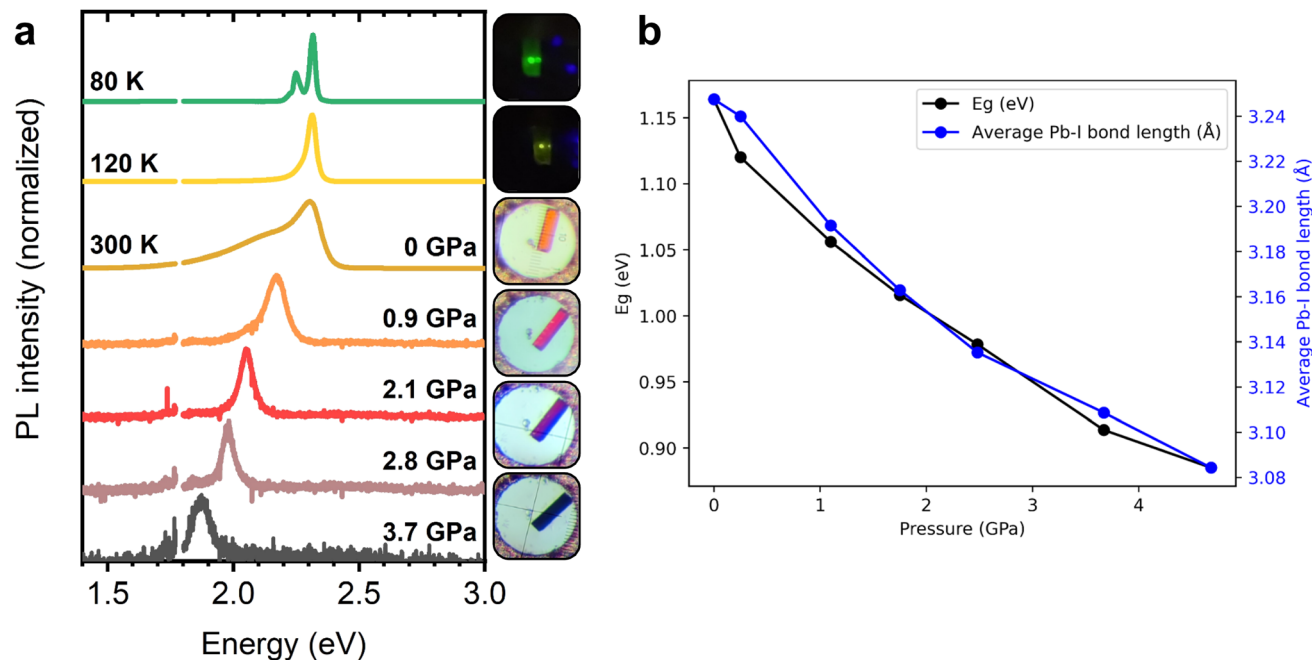 a
PL intensity (normalized)
80 K
120 K
300 K
0 GPa
0.9 GPa
2.1 GPa
2.8 GPa
3.7 GPa
1.5
2.0
2.5
3.0
Energy (eV)
b
Eg (eV)
Average Pb-I bond length (Å)
Eg (eV)
1.15
1.10
1.05
1.00
0.95
0.90
3.24
3.22
3.20
3.18
3.16
3.14
3.12
3.10
3.08
Average Pb-I bond length (Å)
0
1
2
3
4
Pressure (GPa)